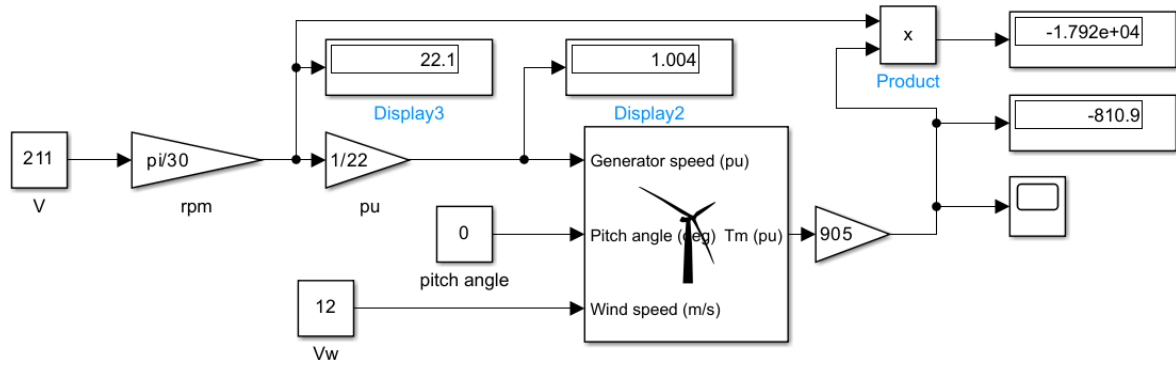 x
-1.792e+04
Product
22.1
Display3
1.004
Display2
-810.9
211
V
pi/30
rpm
1/22
pu
Generator speed (pu)
0
pitch angle
Pitch angle (deg)
Tm (pu)
905
12
Vw
Wind speed (m/s)